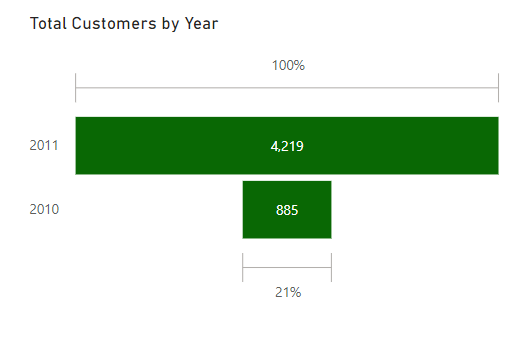 Total Customers by Year
100%
2011 4,219
2010 885
21%